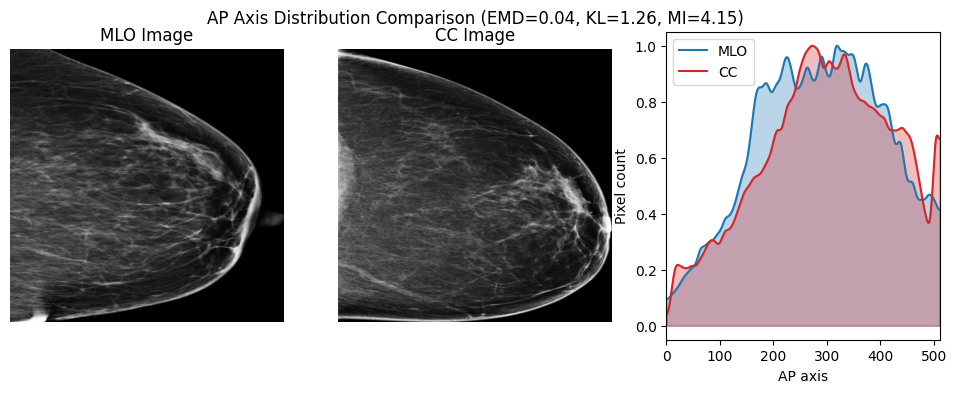 AP Axis Distribution Comparison (EMD=0.04, KL=1.26, MI=4.15)
MLO Image
CC Image
MLO
CC
1.0
0.8
0.6
0.4
0.2
0.0
Pixel count
0 100 200 300 400 500
AP axis